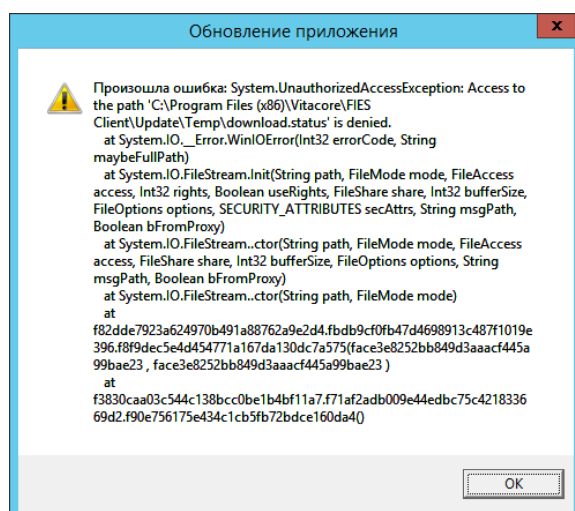 Обновление приложения
x
Произошла ошибка: System.UnauthorizedAccessException: Access to
the path 'C:\Program Files (x86)\Vitacore\FIES
Client\Update\Temp\download.status' is denied.
at System.IO.__Error.WinIOError(Int32 errorCode, String
maybeFullPath)
at System.IO.FileStream.Init(String path, FileMode mode, FileAccess
access, Int32 rights, Boolean useRights, FileShare share, Int32 bufferSize,
FileOptions options, SECURITY_ATTRIBUTES secAttrs, String msgPath,
Boolean bFromProxy)
at System.IO.FileStream..ctor(String path, FileMode mode, FileAccess
access, FileShare share, Int32 bufferSize, FileOptions options, String
msgPath, Boolean bFromProxy)
at System.IO.FileStream..ctor(String path, FileMode mode)
at
f82dde7923a624970b491a88762a9e2d4.fbdb9cf0fb47d4698913c487f1019e
396.f8f9dec5e4d454771a167da130dc7a575(face3e8252bb849d3aaacf445a
99bae23 , face3e8252bb849d3aaacf445a99bae23 )
at
f3830caa03c544c138bcc0be1b4bf11a7.f71af2adb009e44edbc75c4218336
69d2.f90e756175e434c1cb5fb72bdce160da4()
OK